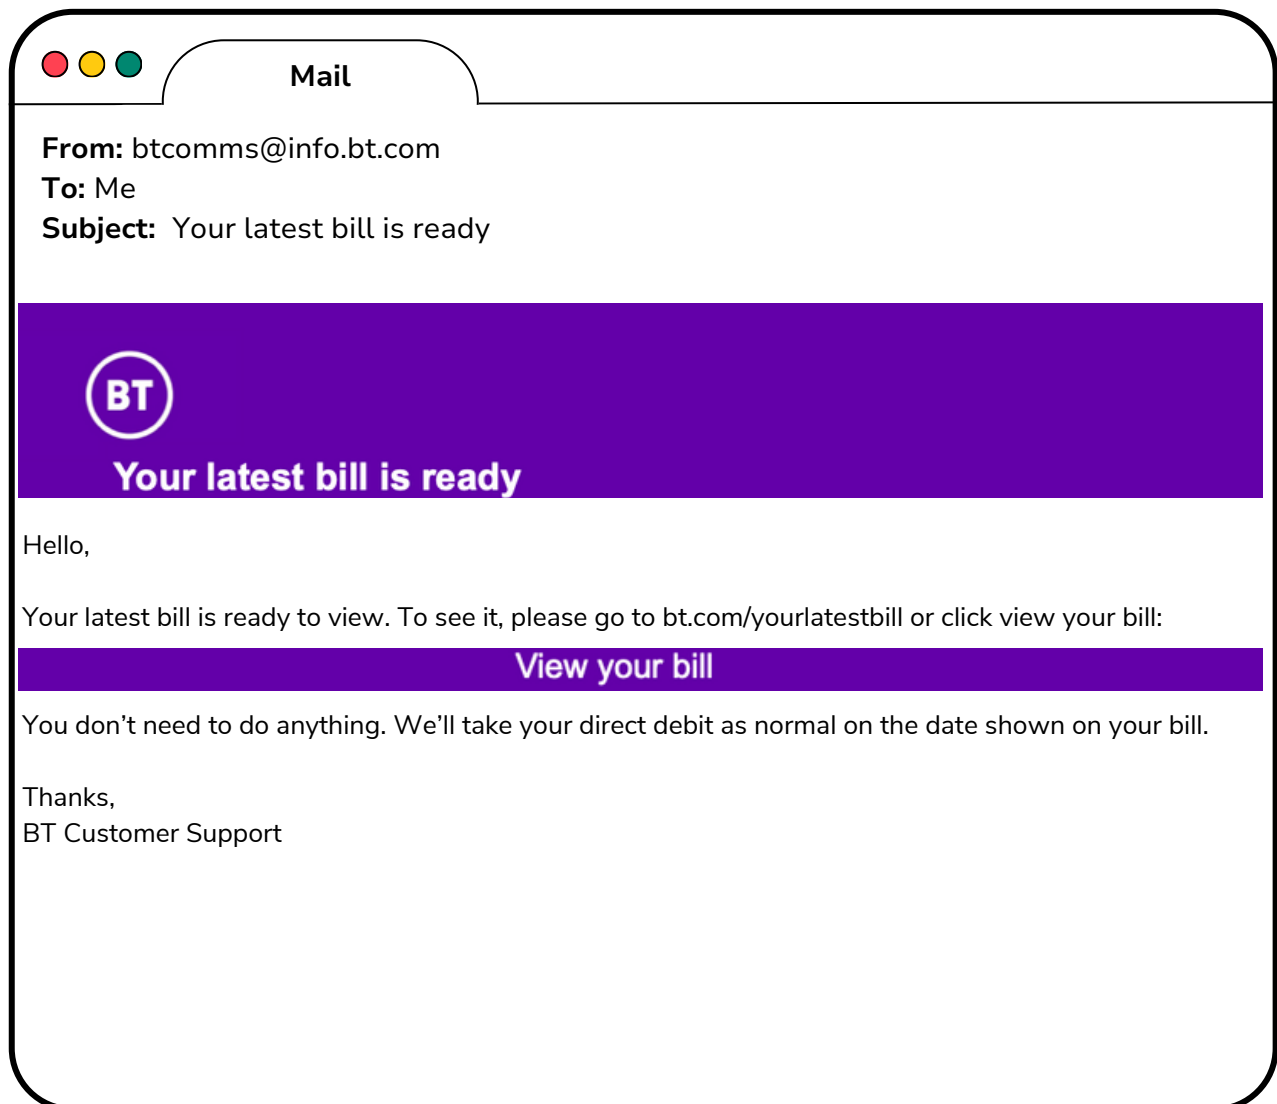 Mail
From: btcomms@info.bt.com
To: Me
Subject: Your latest bill is ready
BT
Your latest bill is ready
Hello,
Your latest bill is ready to view. To see it, please go to bt.com/yourlatestbill or click view your bill:
View your bill
You don’t need to do anything. We’ll take your direct debit as normal on the date shown on your bill.
Thanks,
BT Customer Support